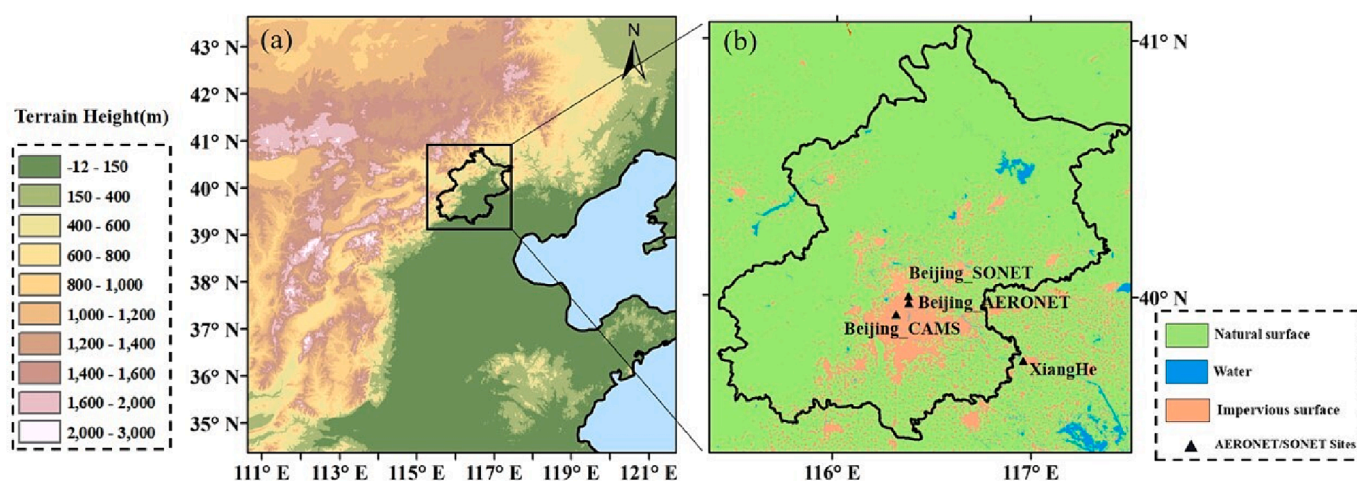 Terrain Height(m)
-12 - 150
150 - 400
400 - 600
600 - 800
800 - 1,000
1,000 - 1,200
1,200 - 1,400
1,400 - 1,600
1,600 - 2,000
2,000 - 3,000
(a)
N
43° N
42° N
41° N
40° N
39° N
38° N
37° N
36° N
35° N
111° E
113° E
115° E
117° E
119° E
121° E
(b)
41° N
40° N
Beijing_SONET
Beijing_AERONET
Beijing_CAMS
XiangHe
116° E
117° E
Natural surface
Water
Impervious surface
AERONET/SONET Sites